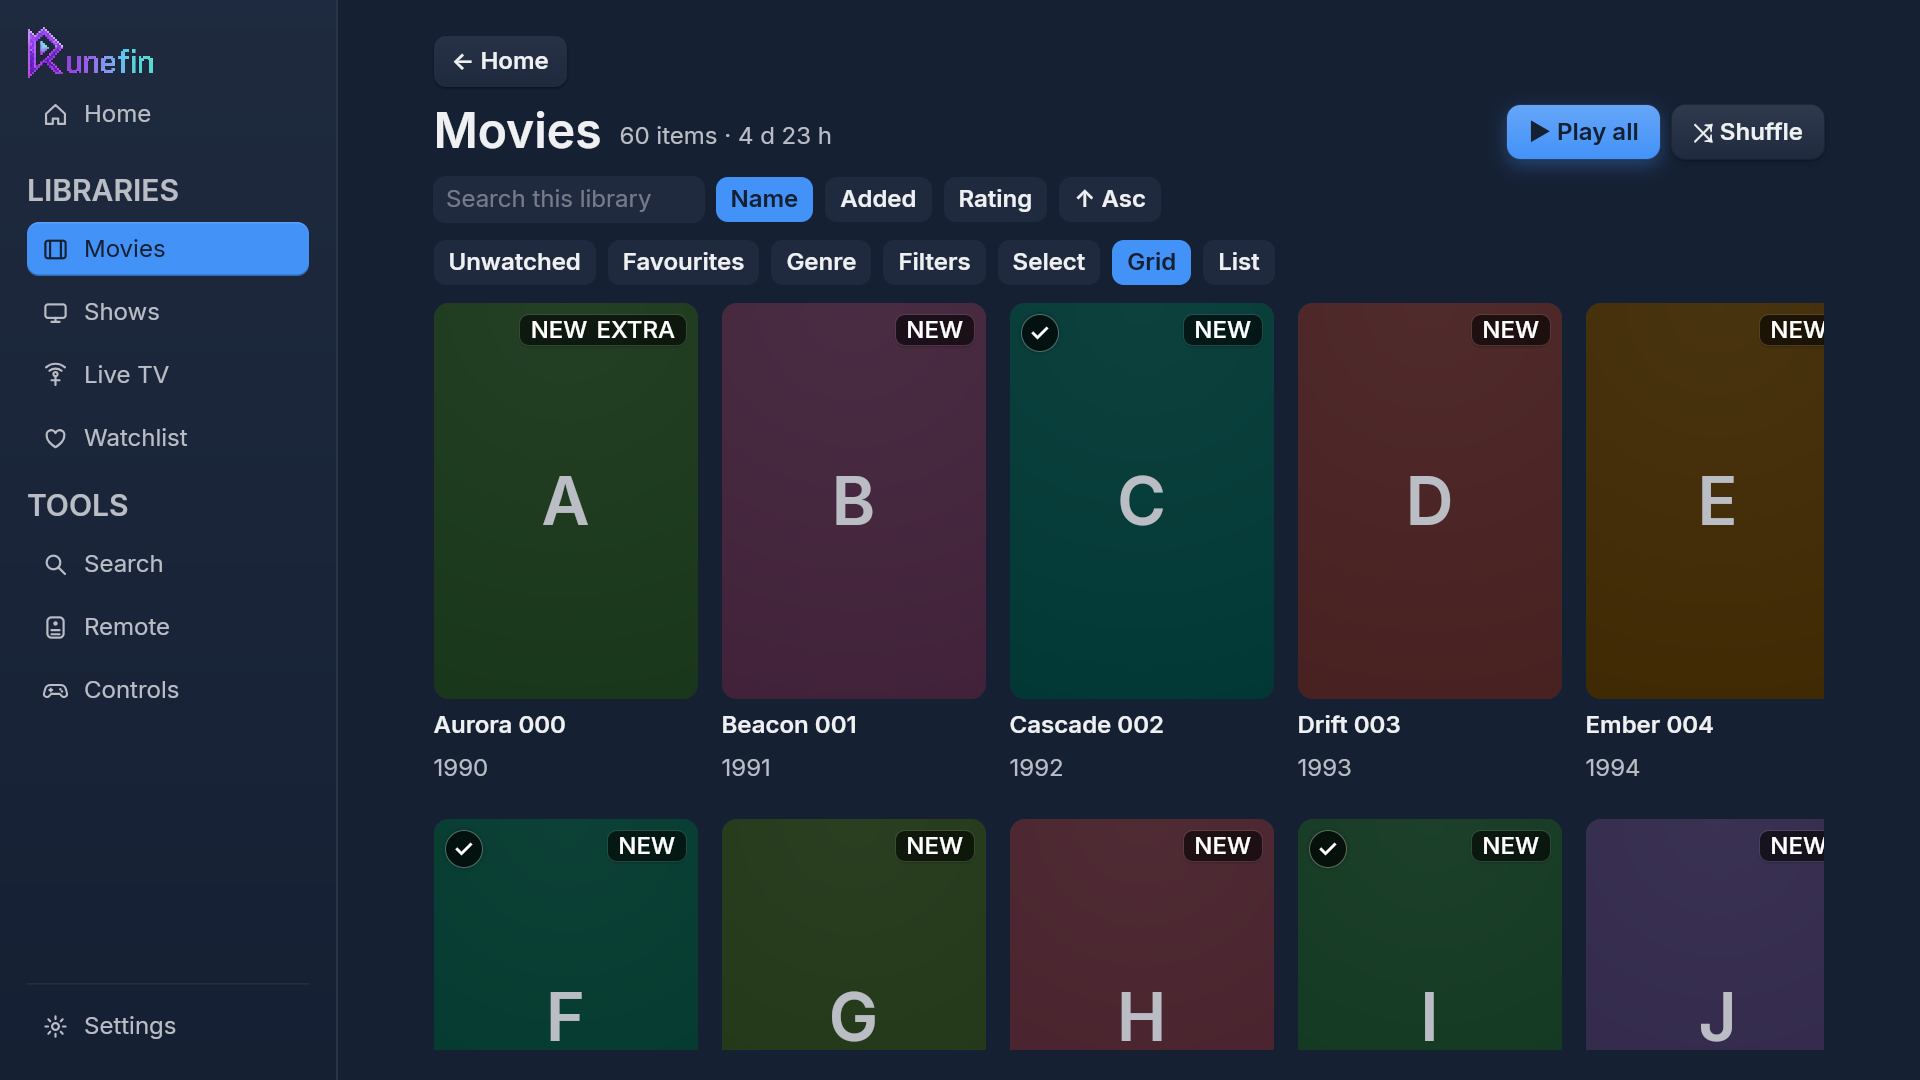 Runefin
Home
LIBRARIES
Movies
Shows
Live TV
Watchlist
TOOLS
Search
Remote
Controls
Settings
← Home
Movies 60 items · 4 d 23 h
Play all Shuffle
Search this library Name Added Rating ↑ Asc
Unwatched Favourites Genre Filters Select Grid List
NEW EXTRA NEW NEW NEW NEW
A B C D E
Aurora 000 Beacon 001 Cascade 002 Drift 003 Ember 004
1990 1991 1992 1993 1994
NEW NEW NEW NEW NEW
F G H I J